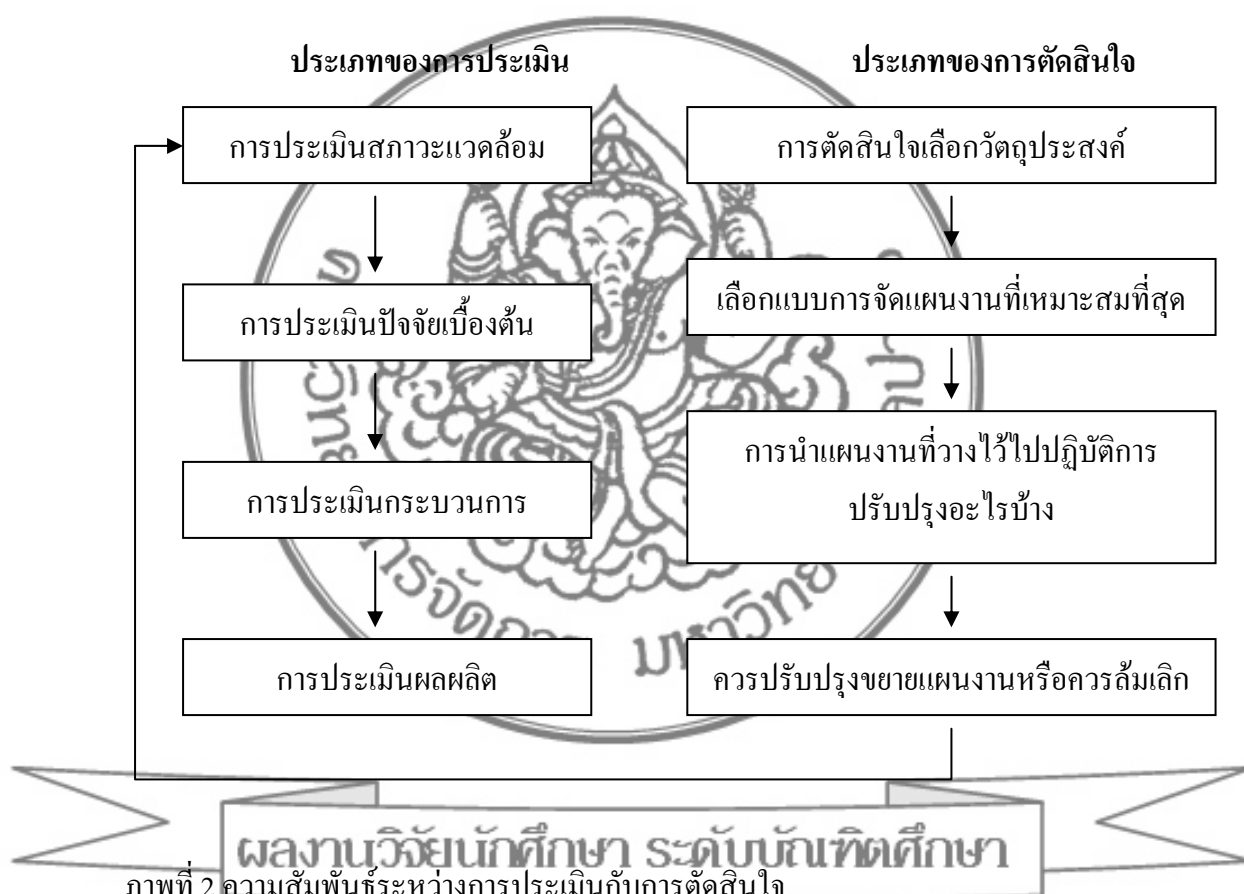 ประเภทของการประเมิน ประเภทของการตัดสินใจ
การประเมินสภาวะแวดล้อม การตัดสินใจเลือกวัตถุประสงค์
การประเมินปัจจัยเบื้องต้น เลือกแบบการจัดแผนงานที่เหมาะสมที่สุด
การประเมินกระบวนการ การนำแผนงานที่วางไว้ไปปฏิบัติการ
ปรับปรุงอะไรบ้าง
การประเมินผลผลิต ควรปรับปรุงขยายแผนงานหรือควรล้มเลิก
ผลงานวิจัยนักศึกษา ระดับบัณฑิตศึกษา
ภาพที่ 2 ความสัมพันธ์ระหว่างการประเมินกับการตัดสินใจ